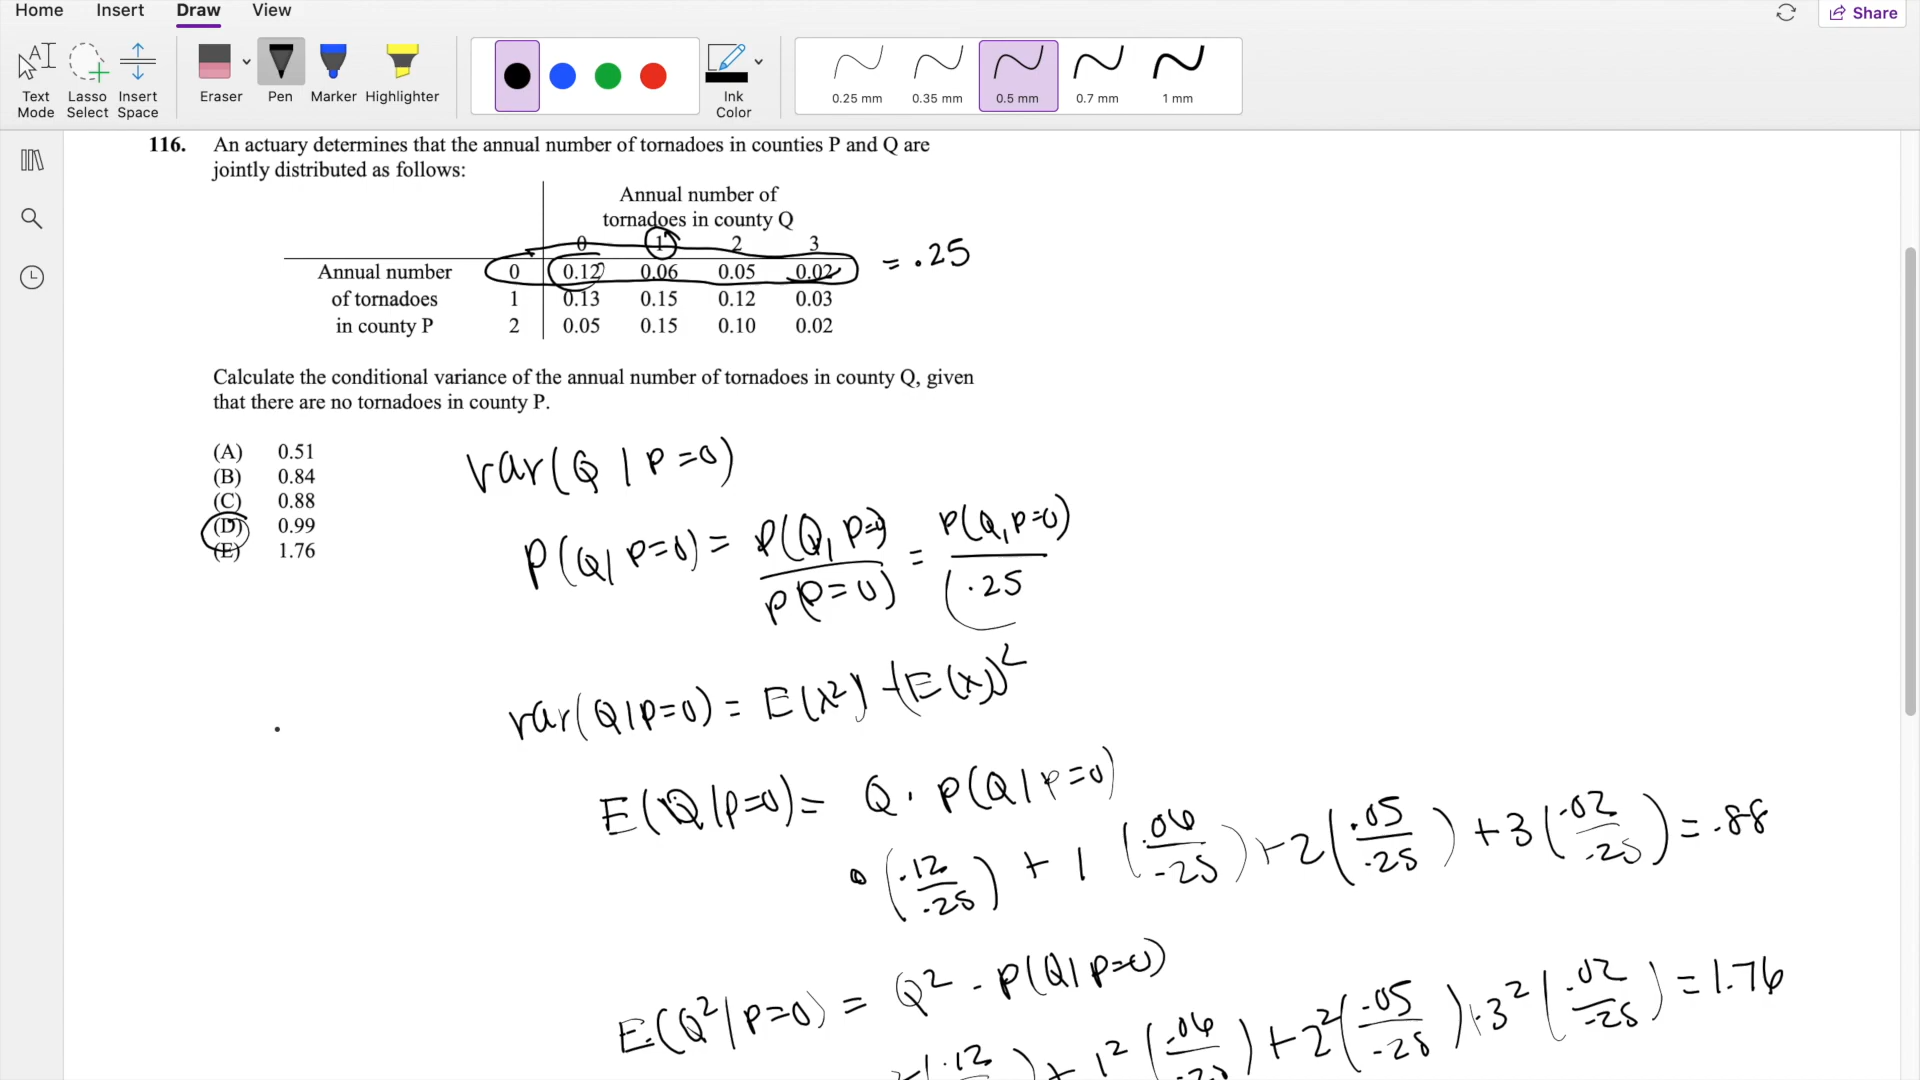 Home Insert Draw View Share
Text Mode Lasso Select Insert Space Eraser Pen Marker Highlighter Ink Color 0.25 mm 0.35 mm 0.5 mm 0.7 mm 1 mm
116. An actuary determines that the annual number of tornadoes in counties P and Q are
jointly distributed as follows:
Annual number of
tornadoes in county Q
0 1 2 3
Annual number 0 0.12 0.06 0.05 0.02 = .25
of tornadoes 1 0.13 0.15 0.12 0.03
in county P 2 0.05 0.15 0.10 0.02
Calculate the conditional variance of the annual number of tornadoes in county Q, given
that there are no tornadoes in county P.
(A) 0.51
(B) 0.84
(C) 0.88
(D) 0.99
(E) 1.76
var(Q | P=0)
P(Q | P=0) = P(Q, P=0) / P(P=0) = P(Q, P=0) / .25
var(Q|P=0) = E(X²) - (E(X))²
E(Q|P=0) = Q · P(Q|P=0)
0(.12/.25) + 1(.06/.25) + 2(.05/.25) + 3(.02/.25) = .88
E(Q²|P=0) = Q² · P(Q|P=0)
(.12 ) + 1²(.06/.25) + 2²(.05/.25) + 3²(.02/.25) = 1.76